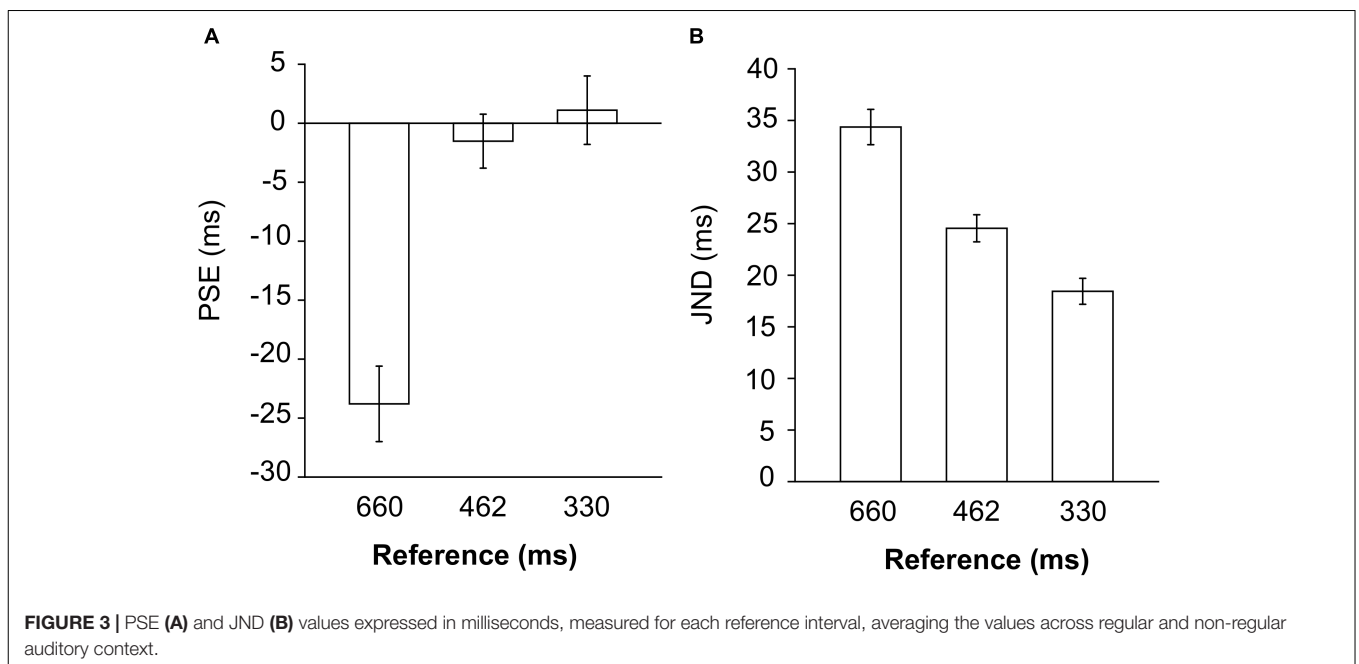 A
5
0
-5
-10
-15
-20
-25
-30
PSE (ms)
660 462 330
Reference (ms)
B
40
35
30
25
20
15
10
5
0
JND (ms)
660 462 330
Reference (ms)
FIGURE 3 | PSE (A) and JND (B) values expressed in milliseconds, measured for each reference interval, averaging the values across regular and non-regular
auditory context.